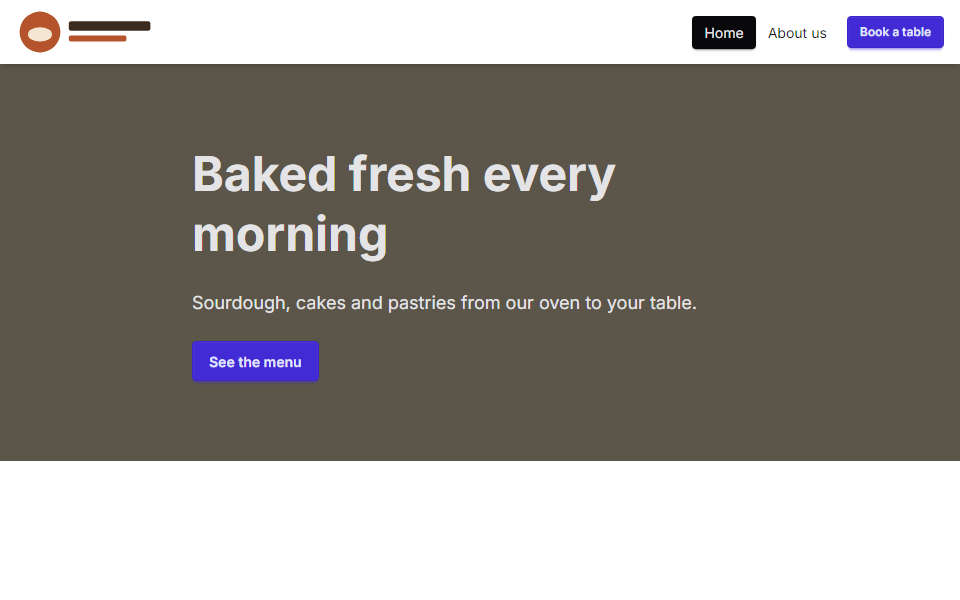 Home
About us
Book a table
Baked fresh every
morning
Sourdough, cakes and pastries from our oven to your table.
See the menu